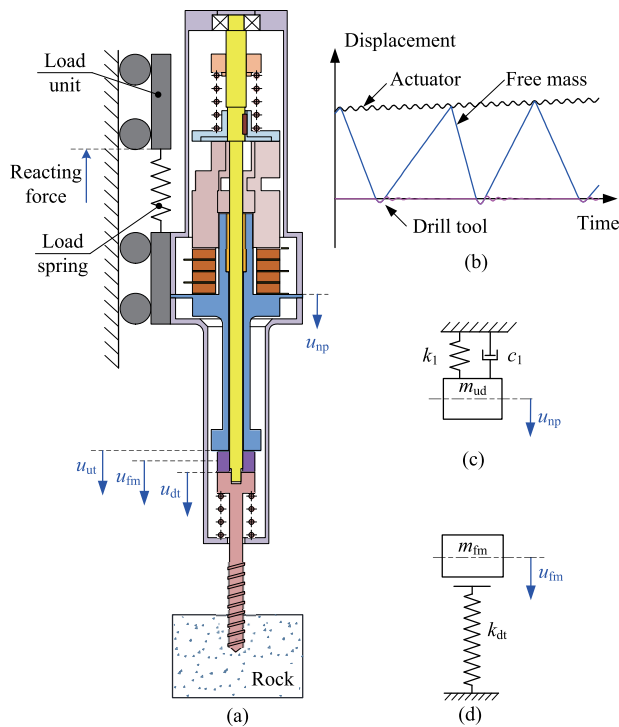 Load
unit
Reacting
force
Load
spring
u_np
u_ut
u_fm
u_dt
Rock
(a)
Displacement
Actuator
Free mass
Drill tool
Time
(b)
k_1
c_1
m_ud
u_np
(c)
m_fm
u_fm
k_dt
(d)